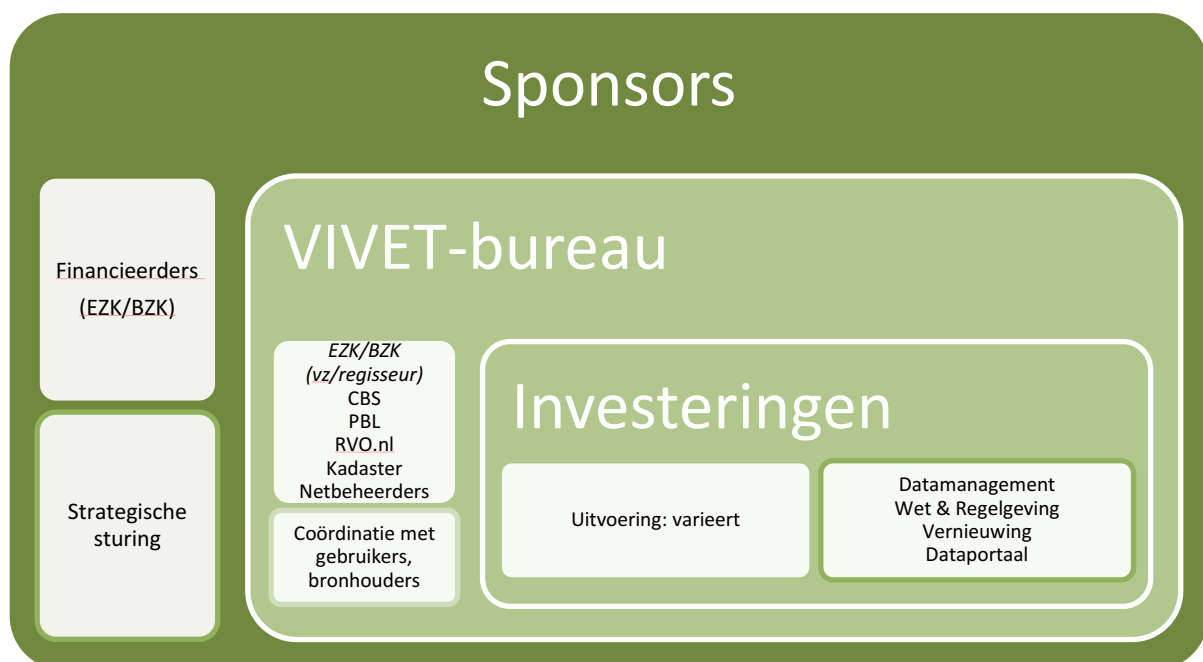 Sponsors
Financieerders
(EZK/BZK)
Strategische
sturing
VIVET-bureau
EZK/BZK
(vz/regisseur)
CBS
PBL
RVO.nl
Kadaster
Netbeheerders
Coördinatie met
gebruikers,
bronhouders
Investeringen
Uitvoering: varieert
Datamanagement
Wet & Regelgeving
Vernieuwing
Dataportaal